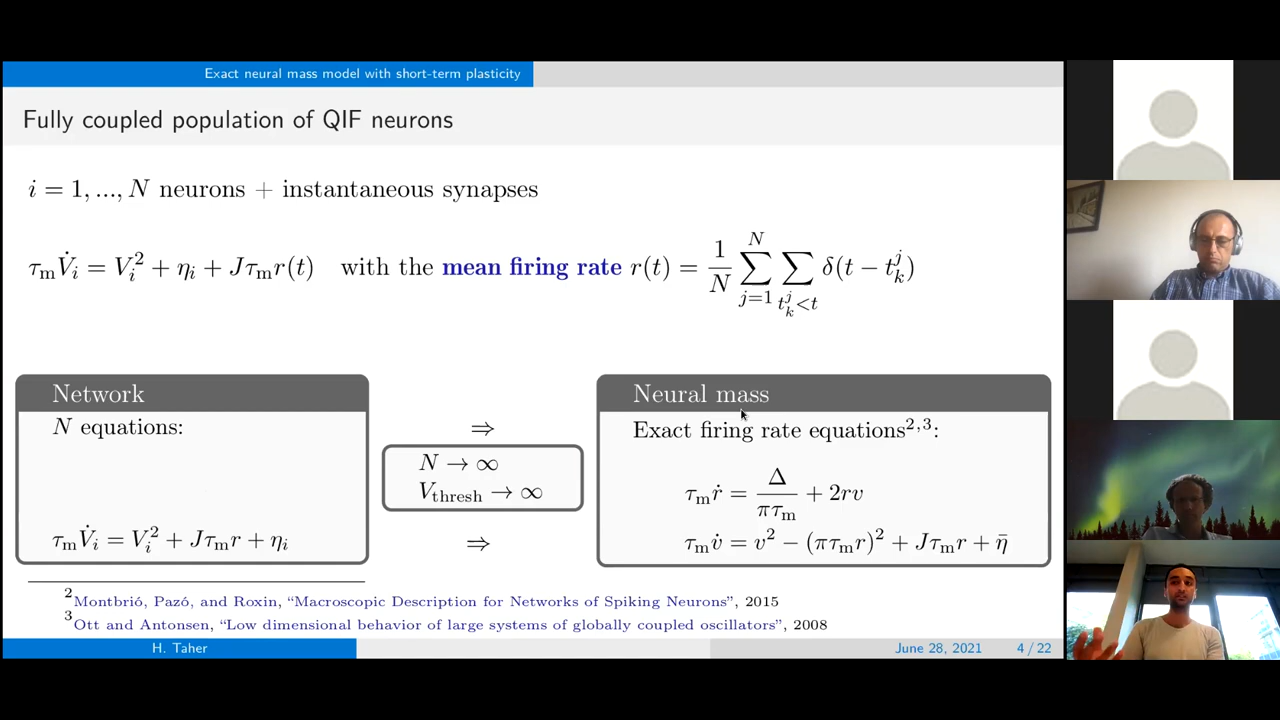 Exact neural mass model with short-term plasticity
Fully coupled population of QIF neurons
i = 1, ..., N neurons + instantaneous synapses
τ_m V̇_i = V_i^2 + η_i + Jτ_m r(t) with the mean firing rate r(t) = 1/N ∑_{j=1}^{N} ∑_{t_k^j<t} δ(t − t_k^j)
Network
N equations:
τ_m V̇_i = V_i^2 + Jτ_m r + η_i
⇒
N → ∞
V_thresh → ∞
⇒
Neural mass
Exact firing rate equations^{2,3}:
τ_m ṙ = Δ/(πτ_m) + 2rv
τ_m v̇ = v^2 − (πτ_m r)^2 + Jτ_m r + η̄
2 Montbrió, Pazó, and Roxin, “Macroscopic Description for Networks of Spiking Neurons”, 2015
3 Ott and Antonsen, “Low dimensional behavior of large systems of globally coupled oscillators”, 2008
H. Taher
June 28, 2021
4 / 22